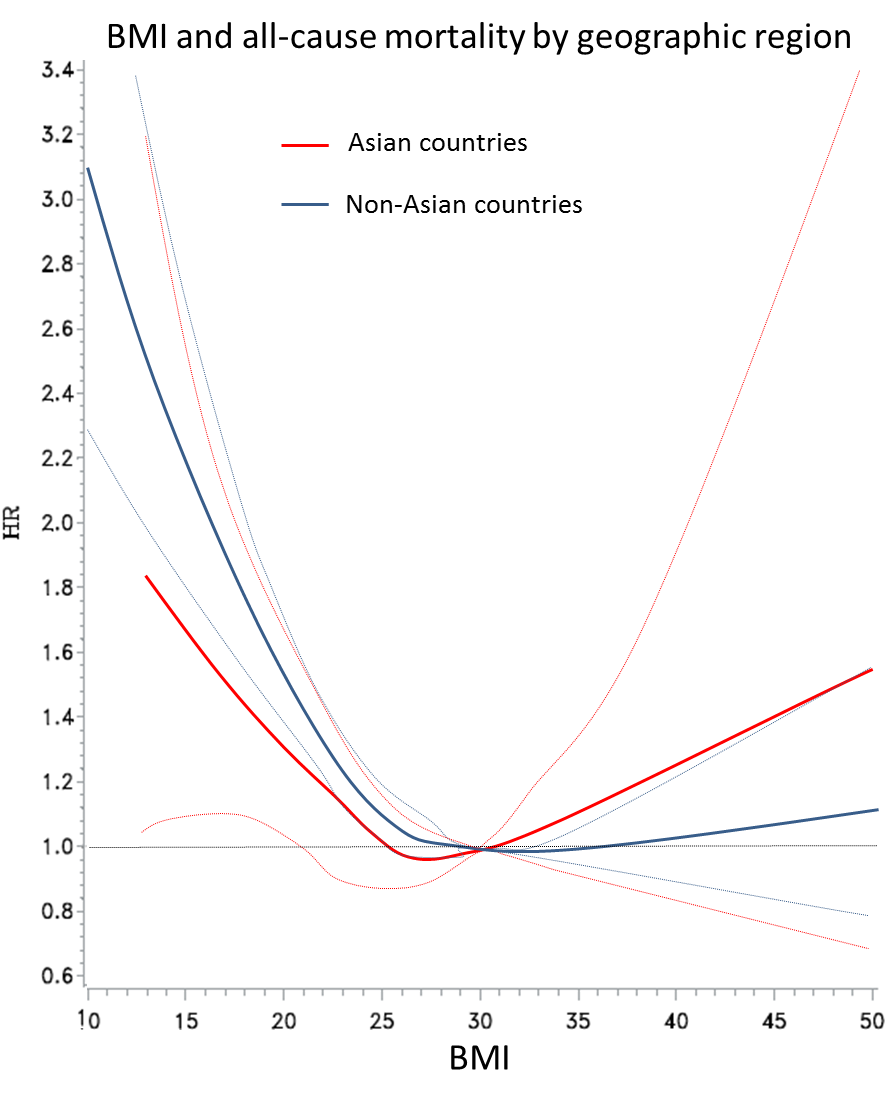 BMI and all-cause mortality by geographic region
3.4
3.2
3.0
2.8
2.6
2.4
2.2
2.0
1.8
1.6
1.4
1.2
1.0
0.8
0.6
HR
Asian countries
Non-Asian countries
10 15 20 25 30 35 40 45 50
BMI